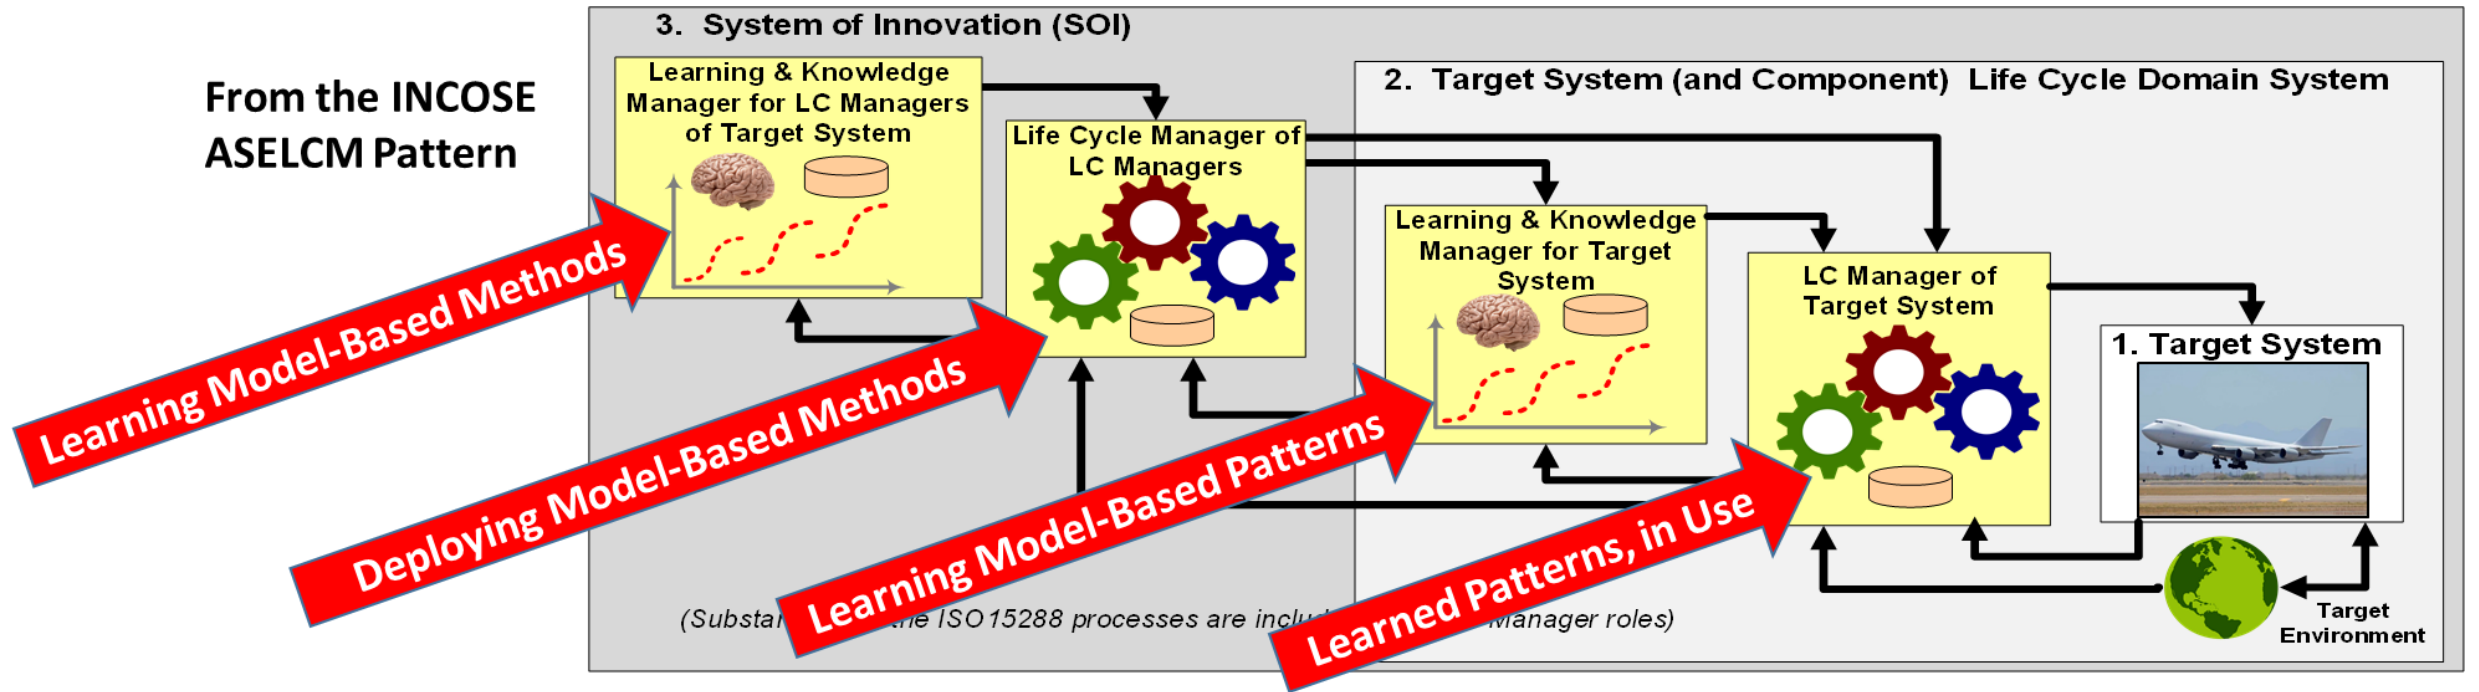 3. System of Innovation (SOI)
From the INCOSE
ASELCM Pattern
Learning & Knowledge
Manager for LC Managers
of Target System
2. Target System (and Component) Life Cycle Domain System
Life Cycle Manager of
LC Managers
Learning & Knowledge
Manager for Target
System
LC Manager of
Target System
1. Target System
Learning Model-Based Methods
Deploying Model-Based Methods
Learning Model-Based Patterns
Learned Patterns, in Use
(Substa
ISO15288 processes are
Manager roles)
Target
Environment